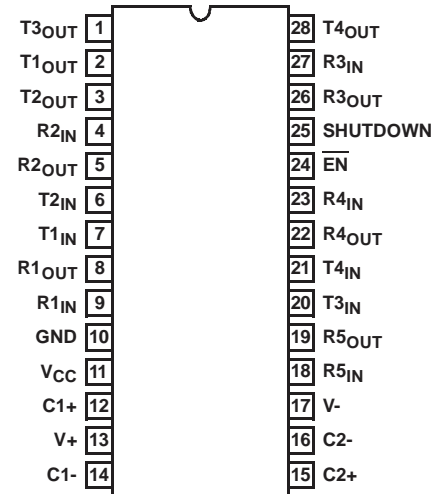 T3OUT 1 28 T4OUT
T1OUT 2 27 R3IN
T2OUT 3 26 R3OUT
R2IN 4 25 SHUTDOWN
R2OUT 5 24 EN
T2IN 6 23 R4IN
T1IN 7 22 R4OUT
R1OUT 8 21 T4IN
R1IN 9 20 T3IN
GND 10 19 R5OUT
VCC 11 18 R5IN
C1+ 12 17 V-
V+ 13 16 C2-
C1- 14 15 C2+